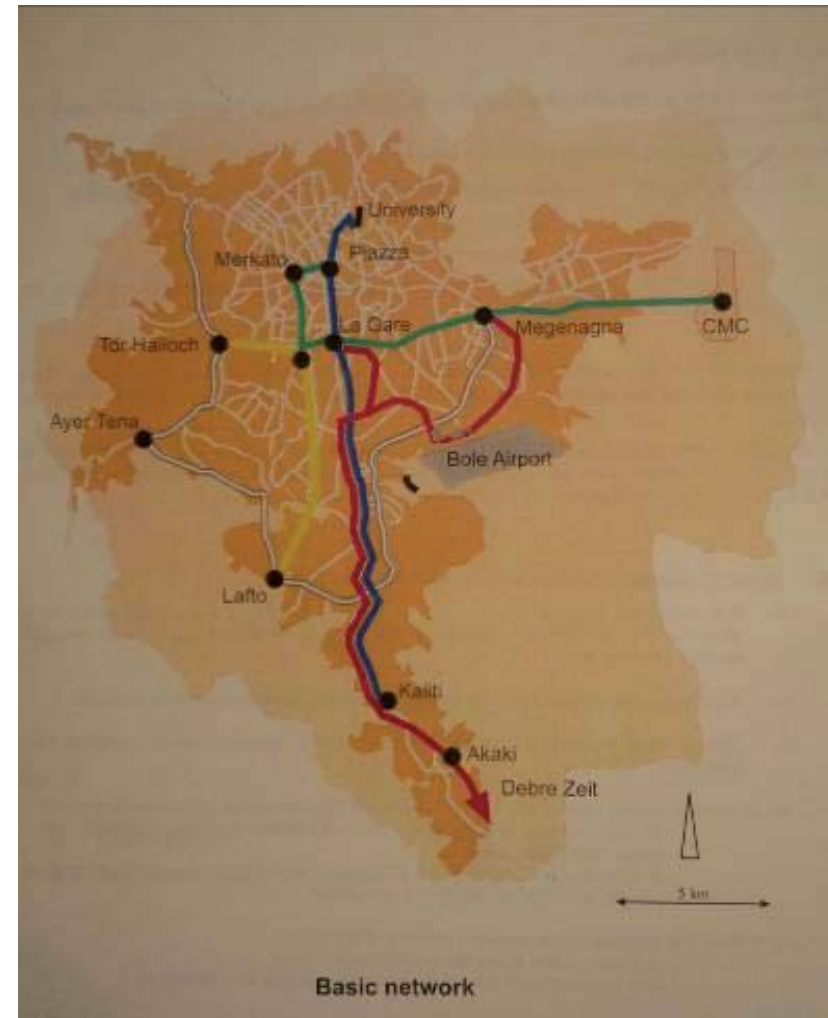 University
Merkato
Piazza
La Gare
Megenagna
CMC
Tor Hailoch
Ayer Tena
Bole Airport
Lafto
Kaliti
Akaki
Debre Zeit
5 km
Basic network